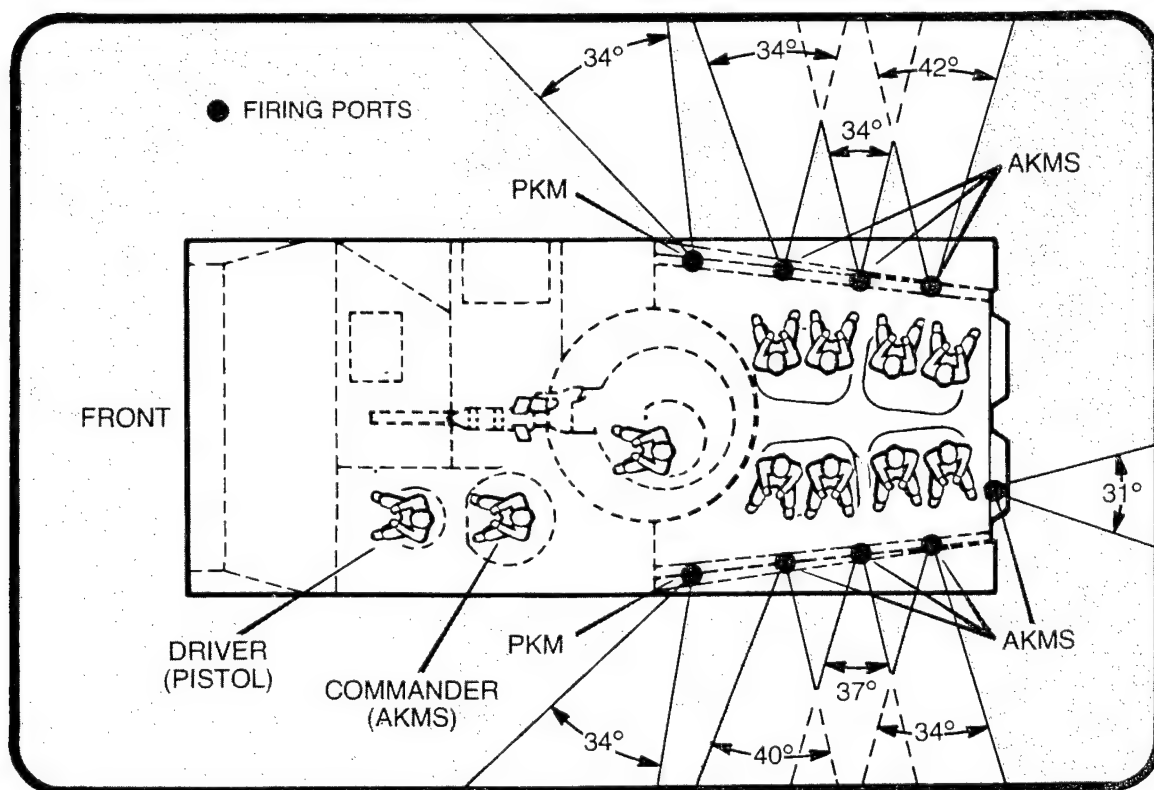 34°
34°
42°
FIRING PORTS
34°
AKMS
PKM
FRONT
31°
DRIVER
(PISTOL)
COMMANDER
(AKMS)
PKM
AKMS
37°
34°
40°
34°